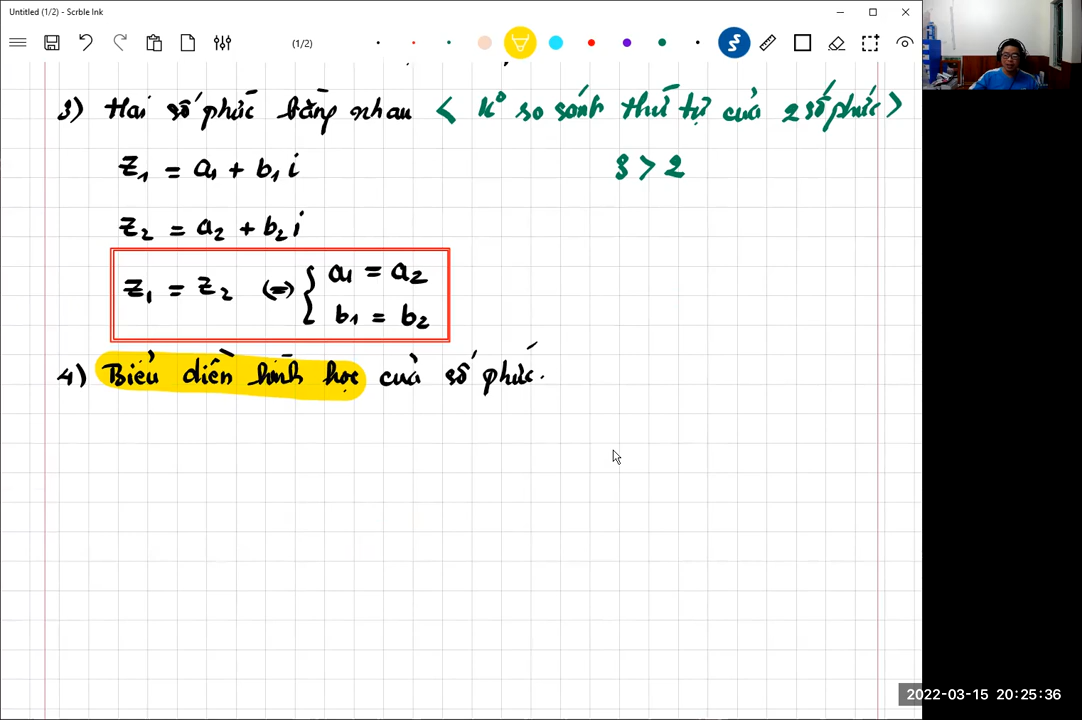 Untitled (1/2) - Scrble Ink
(1/2)
3) Hai số phức bằng nhau < ko so sánh thứ tự của 2 số phức >
z₁ = a₁ + b₁ i
3 > 2
z₂ = a₂ + b₂ i
z₁ = z₂ (=) { a₁ = a₂
b₁ = b₂
4) Biểu diễn hình học của số phức.
2022-03-15 20:25:36